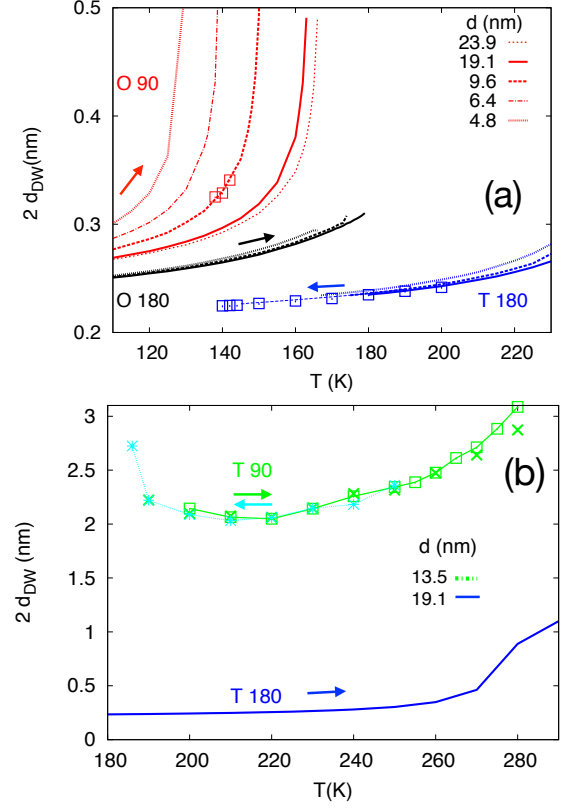 0.5
0.4
0.3
0.2
2 d_DW(nm)
O 90
d (nm)
23.9
19.1
9.6
6.4
4.8
(a)
O 180
T 180
120 140 160 180 200 220
T (K)
3
2.5
2
1.5
1
0.5
0
2 d_DW (nm)
T 90
(b)
d (nm)
13.5
19.1
T 180
180 200 220 240 260 280
T(K)